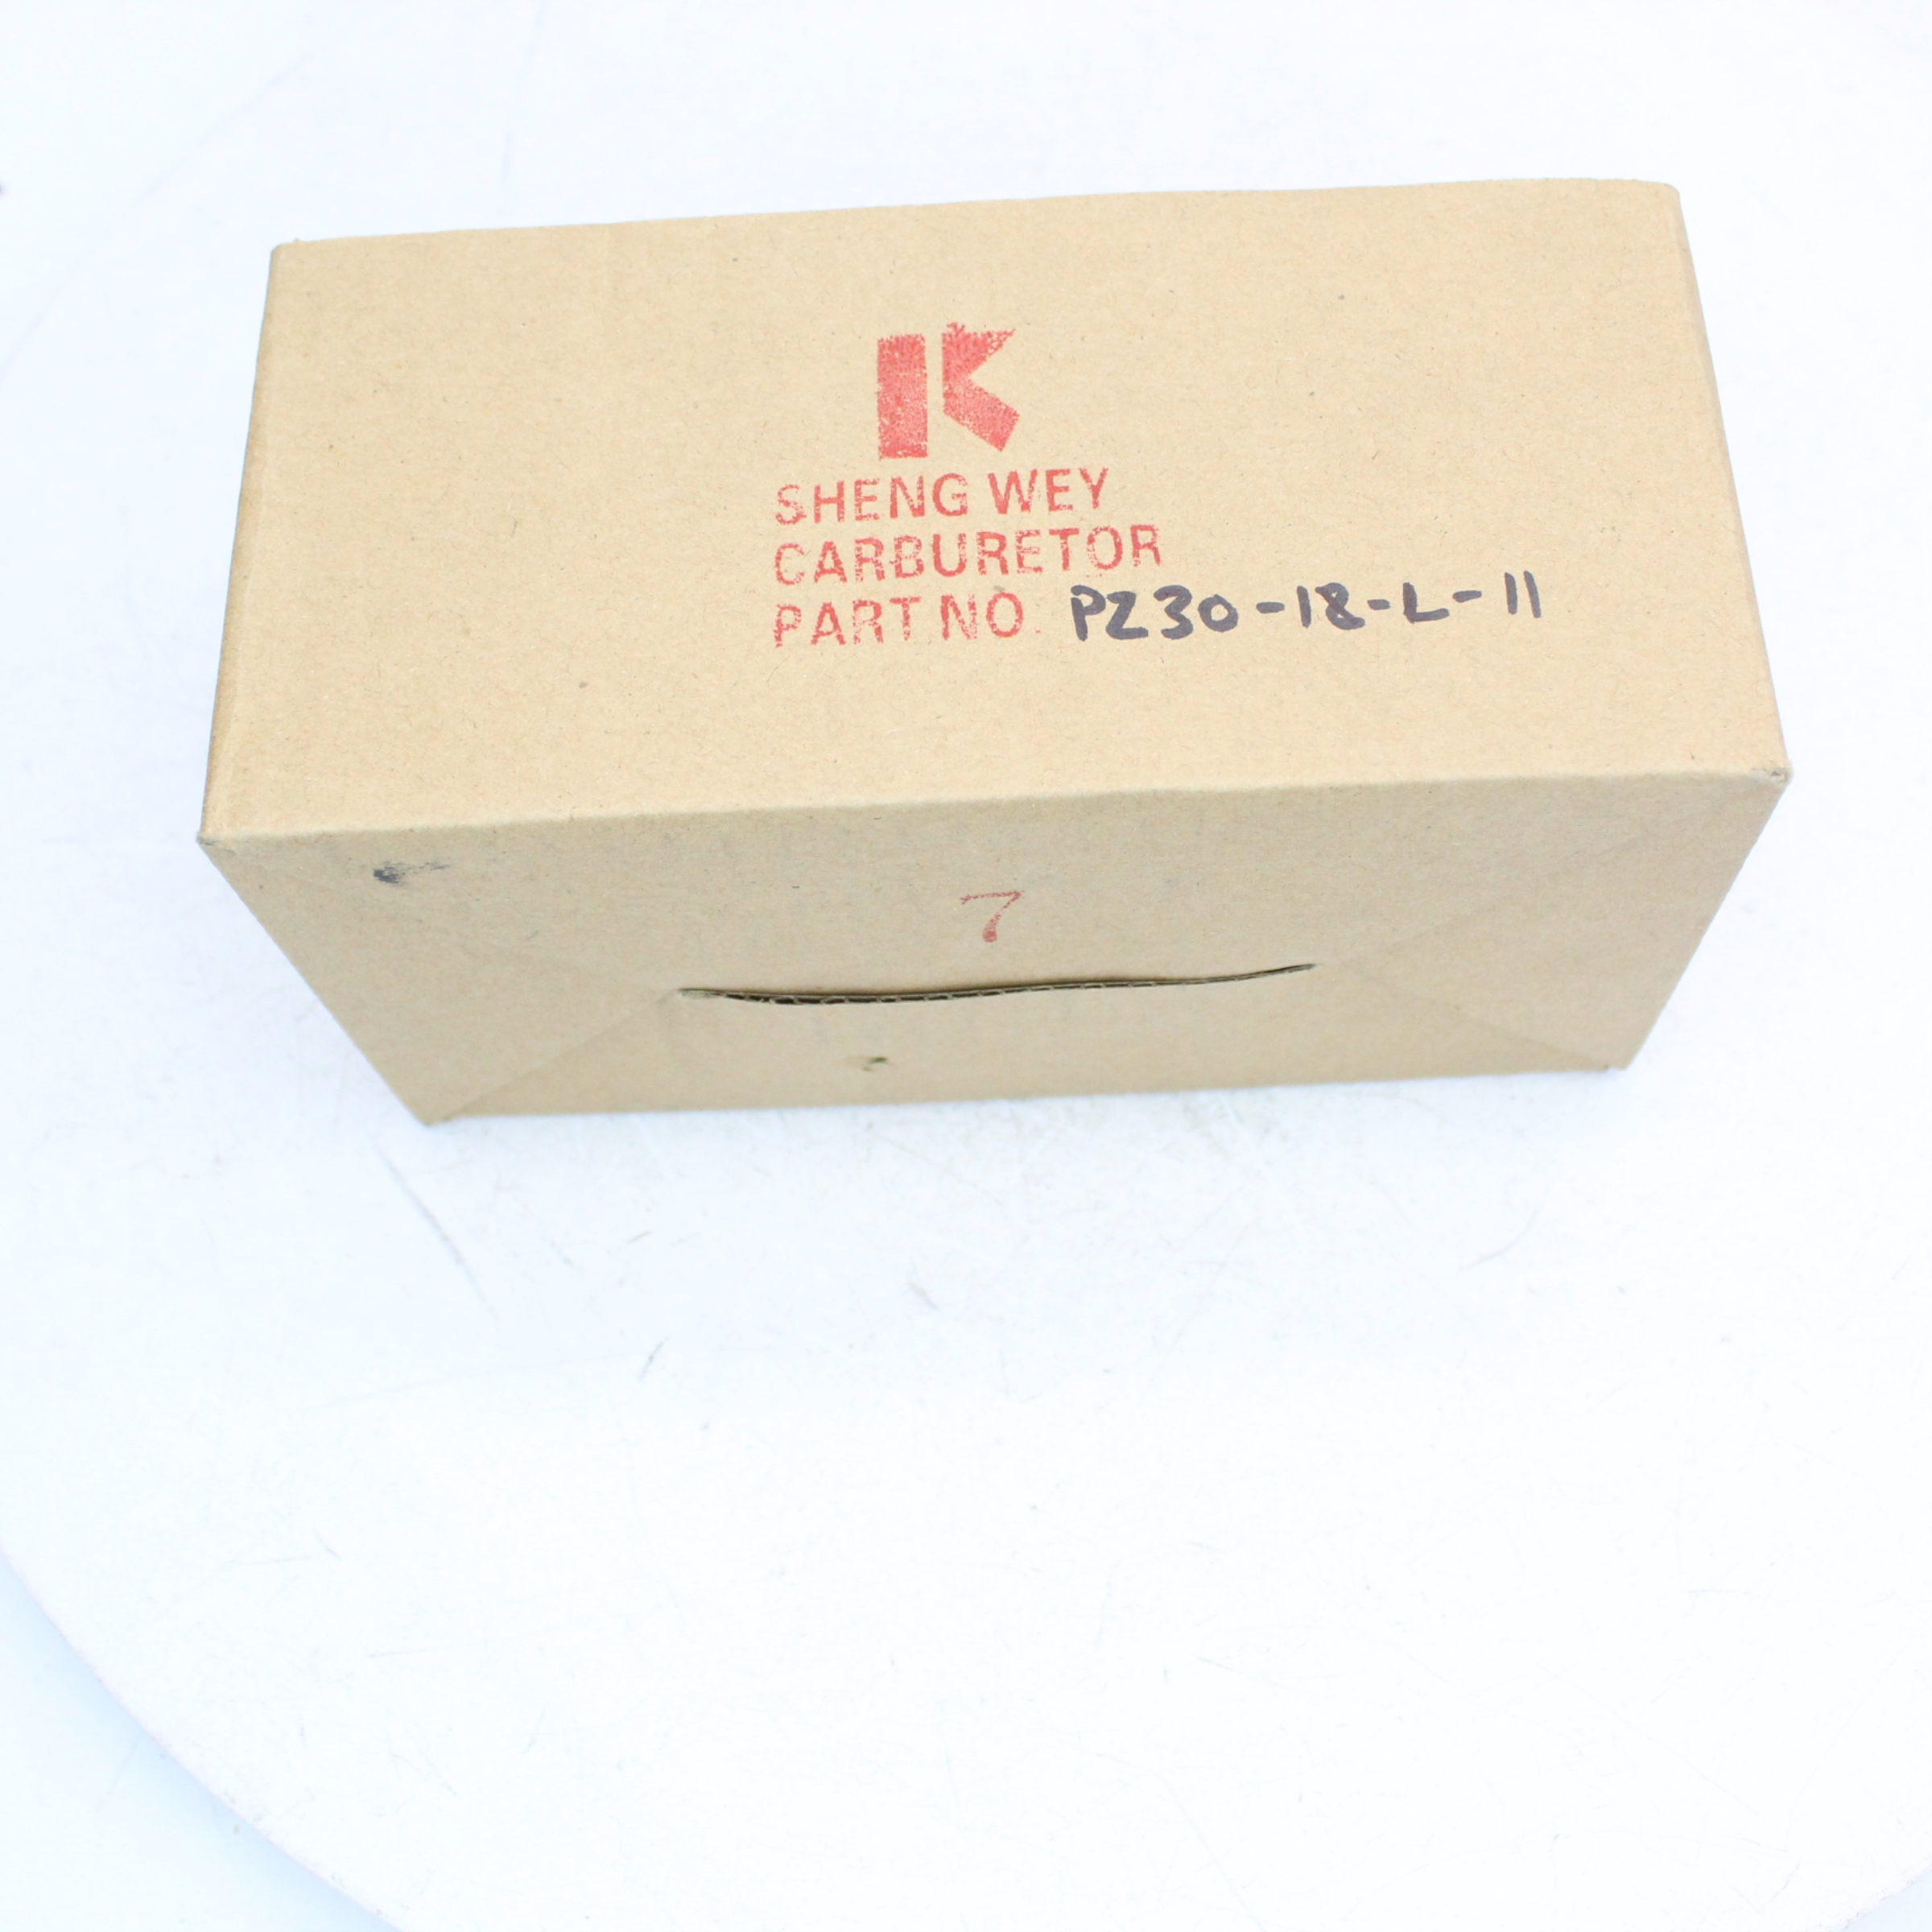 K
SHENG WEY
CARBURETOR
PART NO. PZ30-18-L-11
7